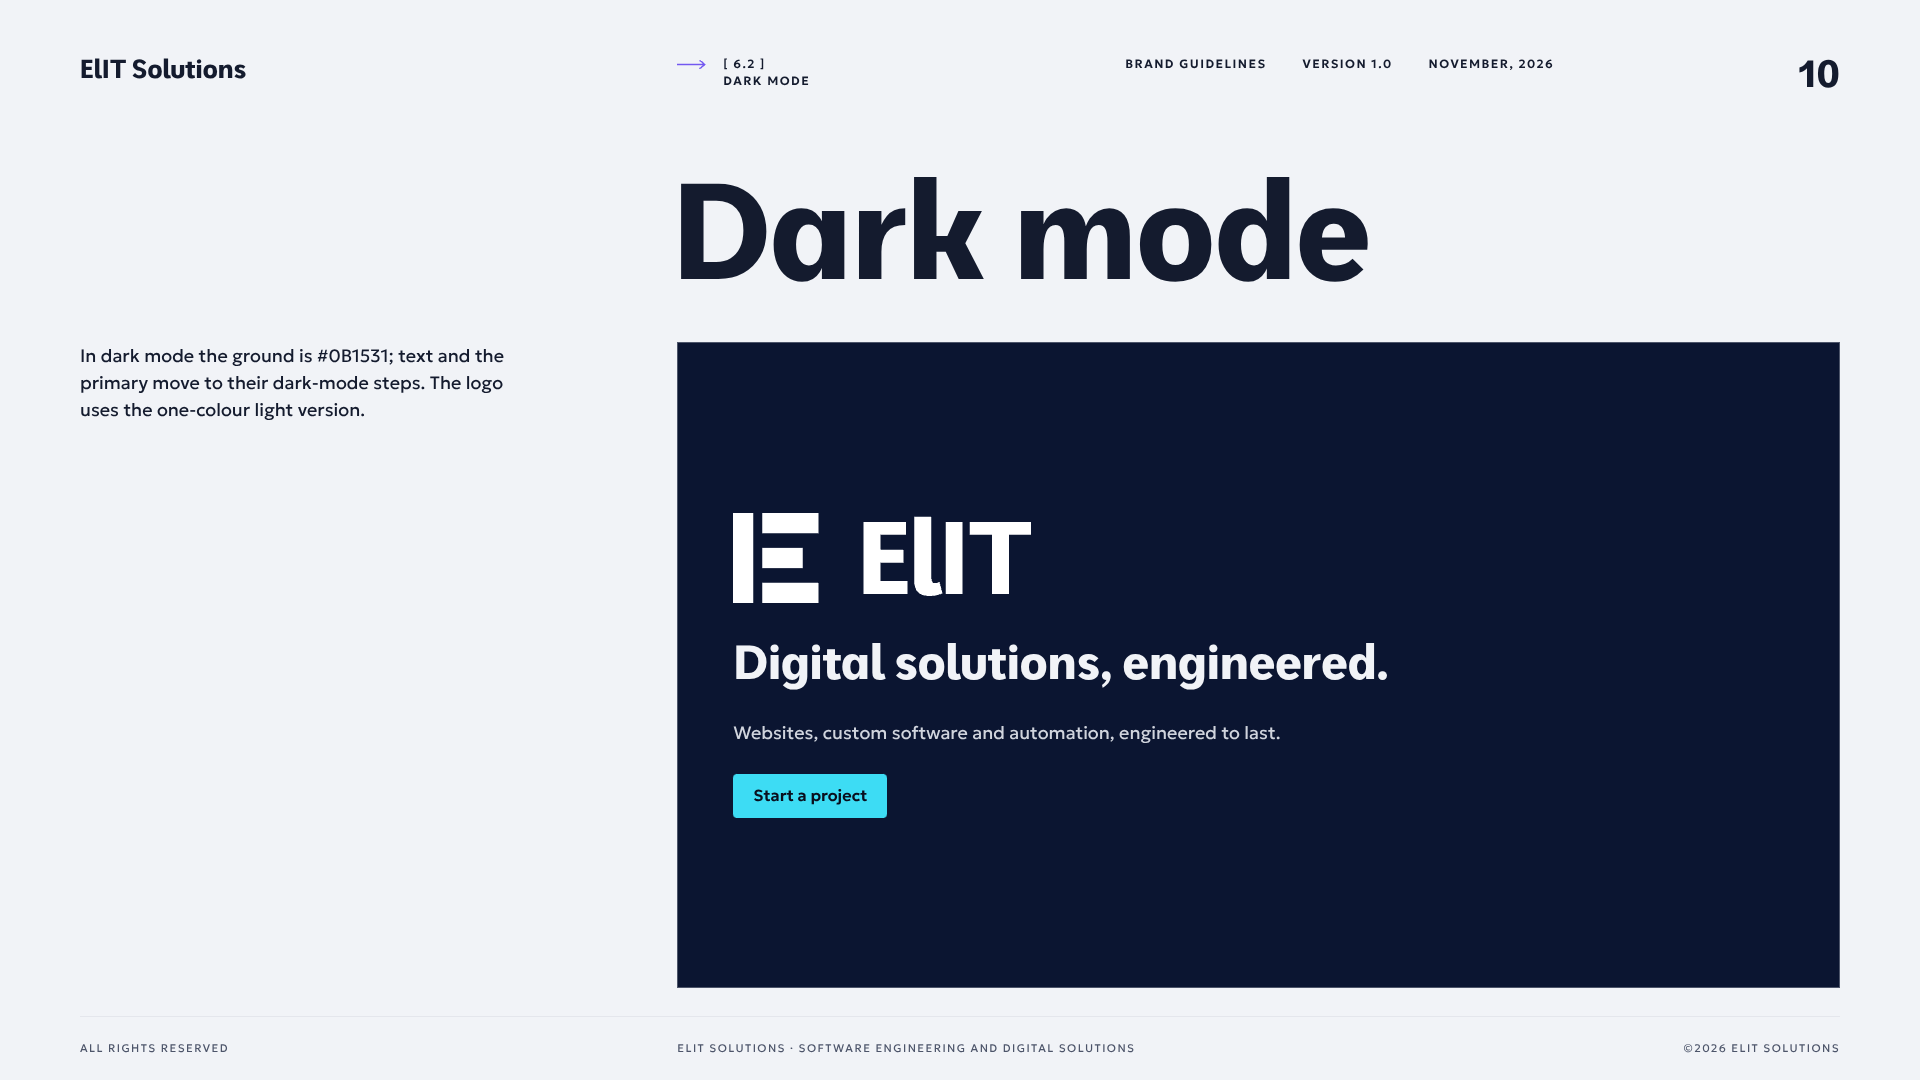 ElIT Solutions
[ 6.2 ]
DARK MODE
BRAND GUIDELINES
VERSION 1.0
NOVEMBER, 2026
10
Dark mode
In dark mode the ground is #0B1531; text and the
primary move to their dark-mode steps. The logo
uses the one-colour light version.
ElIT
Digital solutions, engineered.
Websites, custom software and automation, engineered to last.
Start a project
ALL RIGHTS RESERVED
ELIT SOLUTIONS · SOFTWARE ENGINEERING AND DIGITAL SOLUTIONS
©2026 ELIT SOLUTIONS